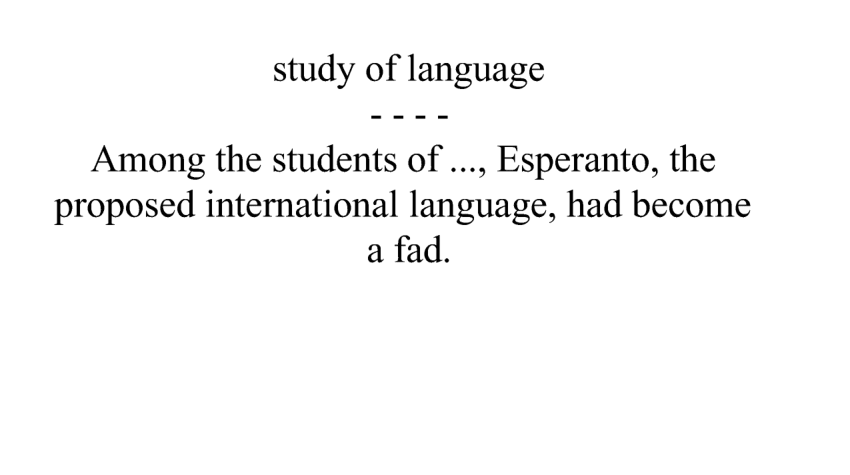 study of language
- - - -
Among the students of ..., Esperanto, the
proposed international language, had become
a fad.